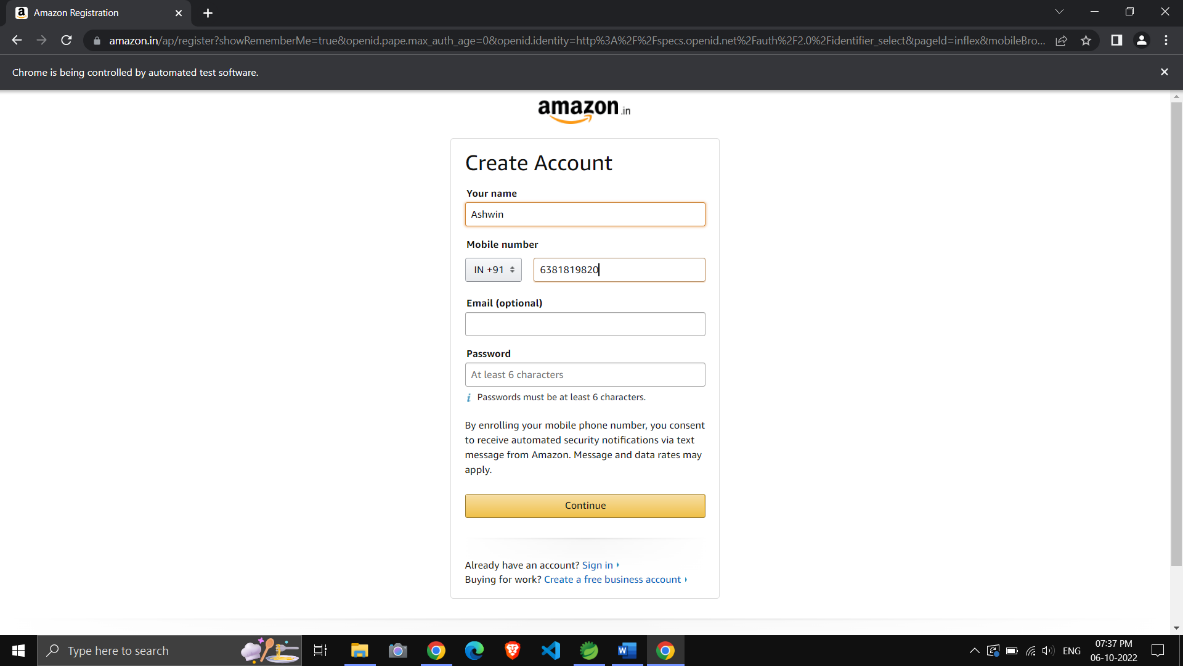 Amazon Registration
amazon.in/ap/register?showRememberMe=true&openid.pape.max_auth_age=0&openid.identity=http%3A%2F%2Fspecs.openid.net%2Fauth%2F2.0%2Fidentifier_select&pageId=inflex&mobileBro...
Chrome is being controlled by automated test software.
amazon.in
Create Account
Your name
Ashwin
Mobile number
IN +91 6381819820
Email (optional)
Password
At least 6 characters
i Passwords must be at least 6 characters.
By enrolling your mobile phone number, you consent
to receive automated security notifications via text
message from Amazon. Message and data rates may
apply.
Continue
Already have an account? Sign in
Buying for work? Create a free business account
Type here to search
ENG
07:37 PM
06-10-2022